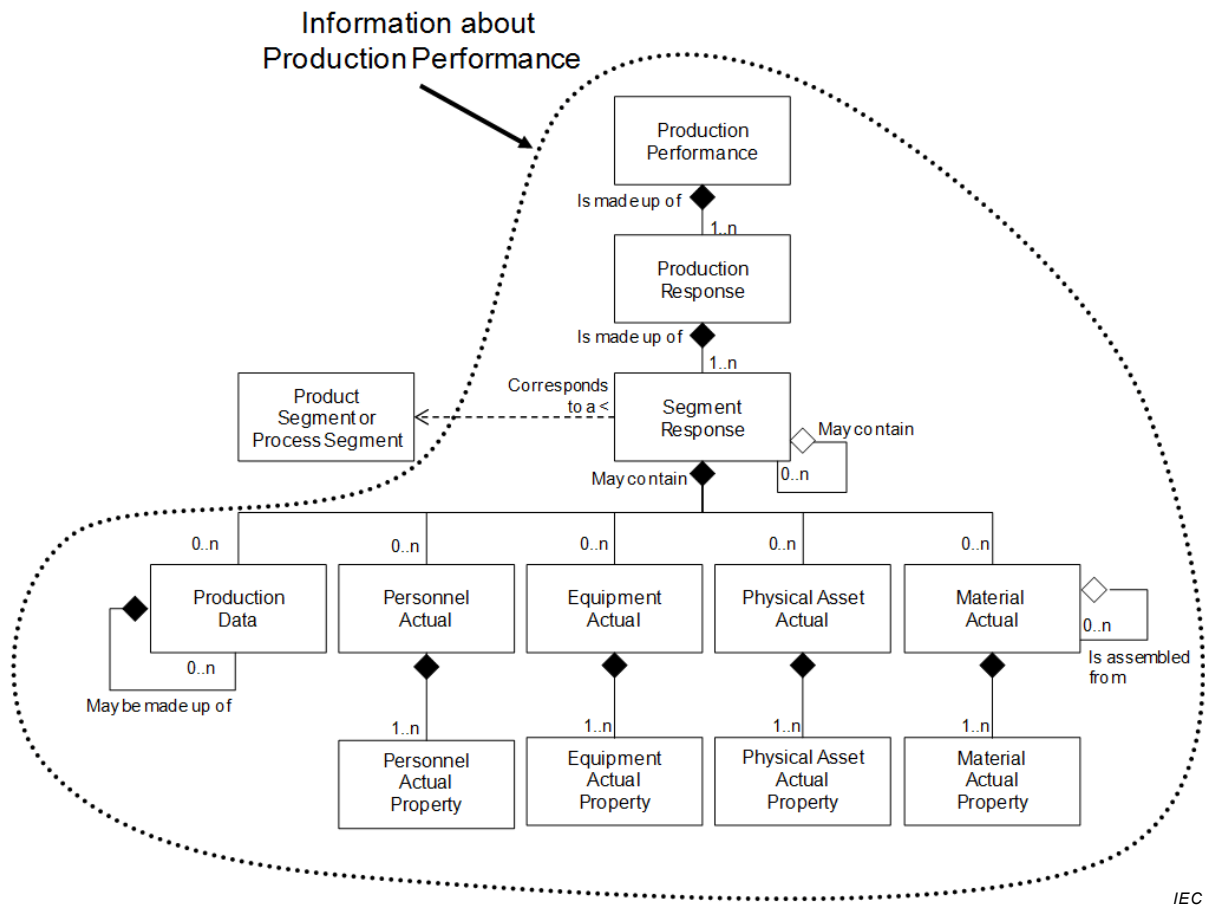 Information about
Production Performance
Production
Performance
Is made up of
1..n
Production
Response
Is made up of
1..n
Corresponds
to a <
Product
Segment or
Process Segment
Segment
Response
May contain
0..n
May contain
0..n
0..n
0..n
0..n
0..n
Production
Data
Personnel
Actual
Equipment
Actual
Physical Asset
Actual
Material
Actual
0..n
0..n
May be made up of
Is assembled
from
1..n
1..n
1..n
1..n
Personnel
Actual
Property
Equipment
Actual
Property
Physical Asset
Actual
Property
Material
Actual
Property
IEC